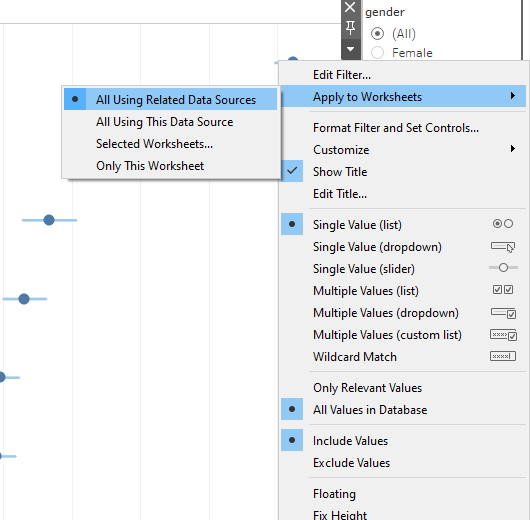 gender
(All)
Female
Edit Filter...
Apply to Worksheets
All Using Related Data Sources
All Using This Data Source
Selected Worksheets...
Only This Worksheet
Format Filter and Set Controls...
Customize
Show Title
Edit Title...
Single Value (list)
Single Value (dropdown)
Single Value (slider)
Multiple Values (list)
Multiple Values (dropdown)
Multiple Values (custom list)
Wildcard Match
Only Relevant Values
All Values in Database
Include Values
Exclude Values
Floating
Fix Height